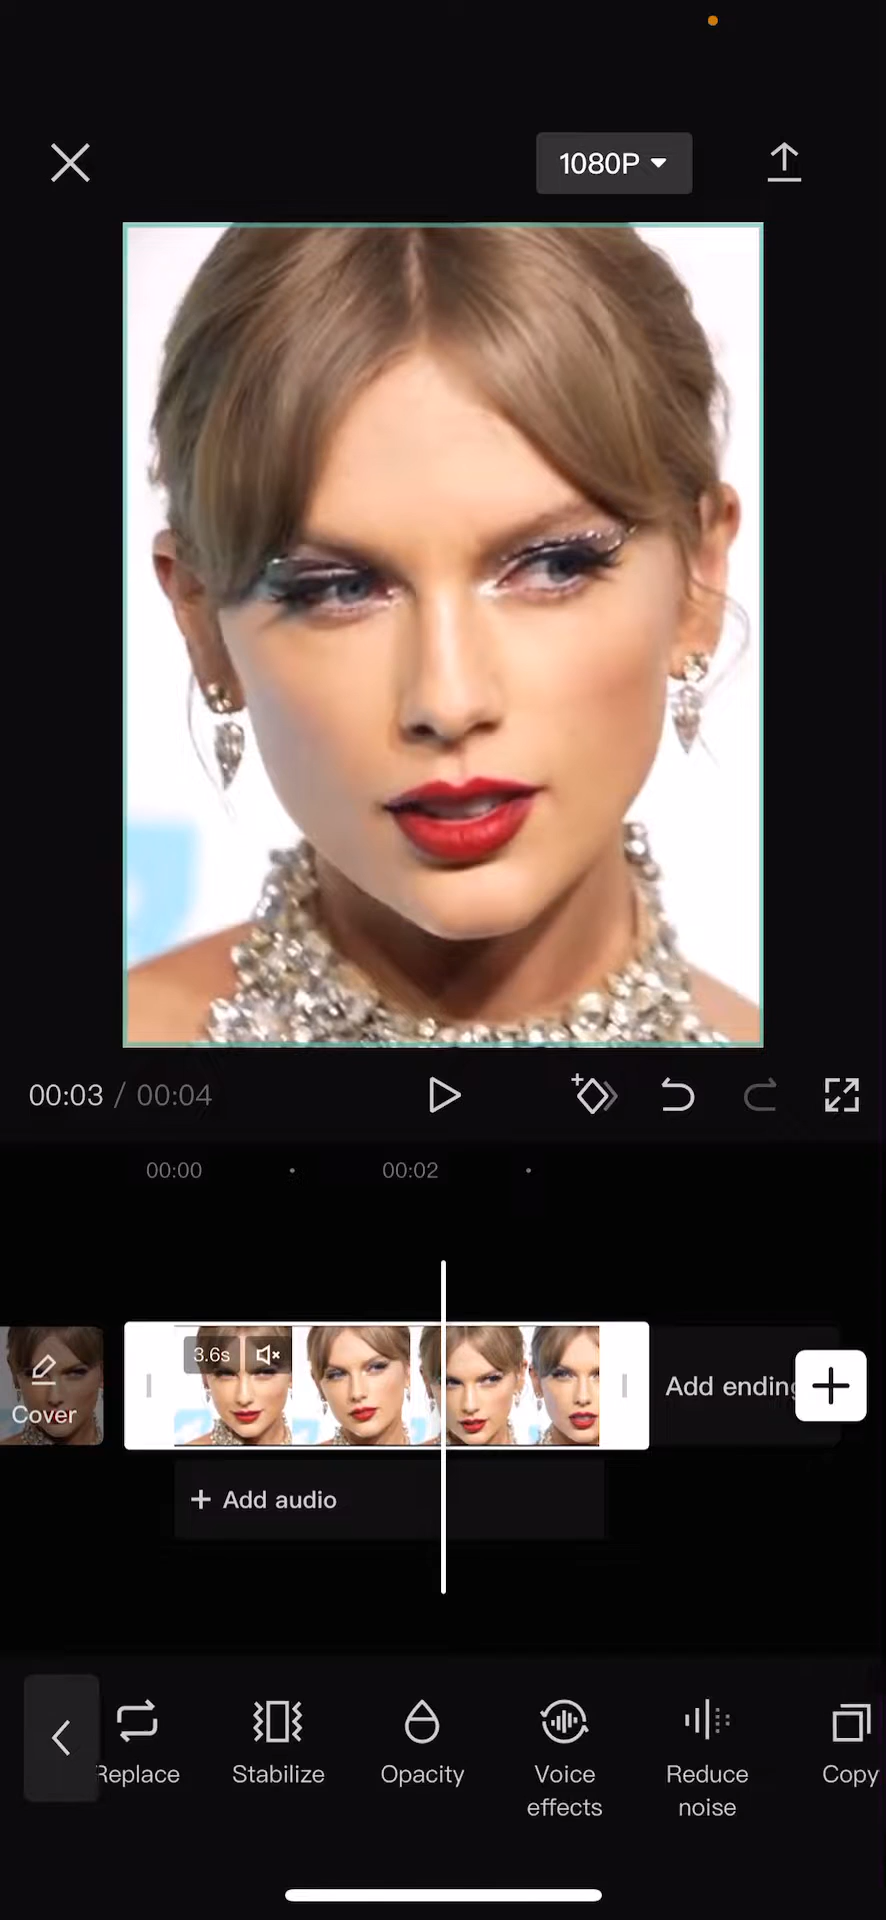 1080P
00:03 / 00:04
00:00
00:02
3.6s
Cover
Add ending
+ Add audio
Replace
Stabilize
Opacity
Voice
effects
Reduce
noise
Copy